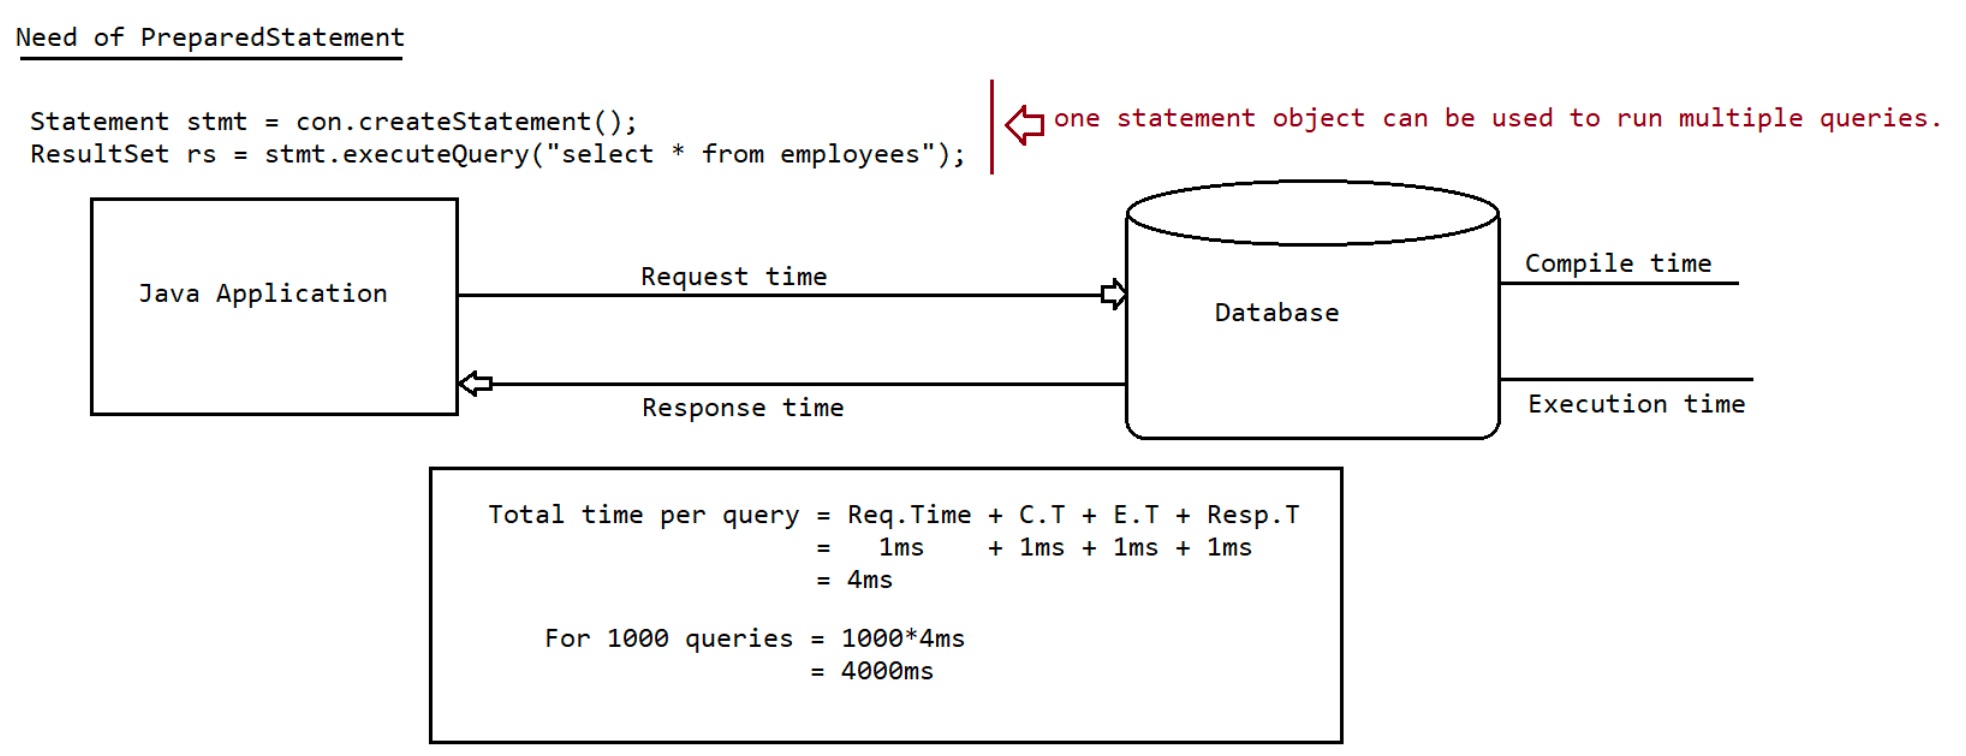 Need of PreparedStatement
Statement stmt = con.createStatement();
ResultSet rs = stmt.executeQuery("select * from employees");
one statement object can be used to run multiple queries.
Java Application
Request time
Response time
Database
Compile time
Execution time
Total time per query = Req.Time + C.T + E.T + Resp.T
= 1ms + 1ms + 1ms + 1ms
= 4ms
For 1000 queries = 1000*4ms
= 4000ms